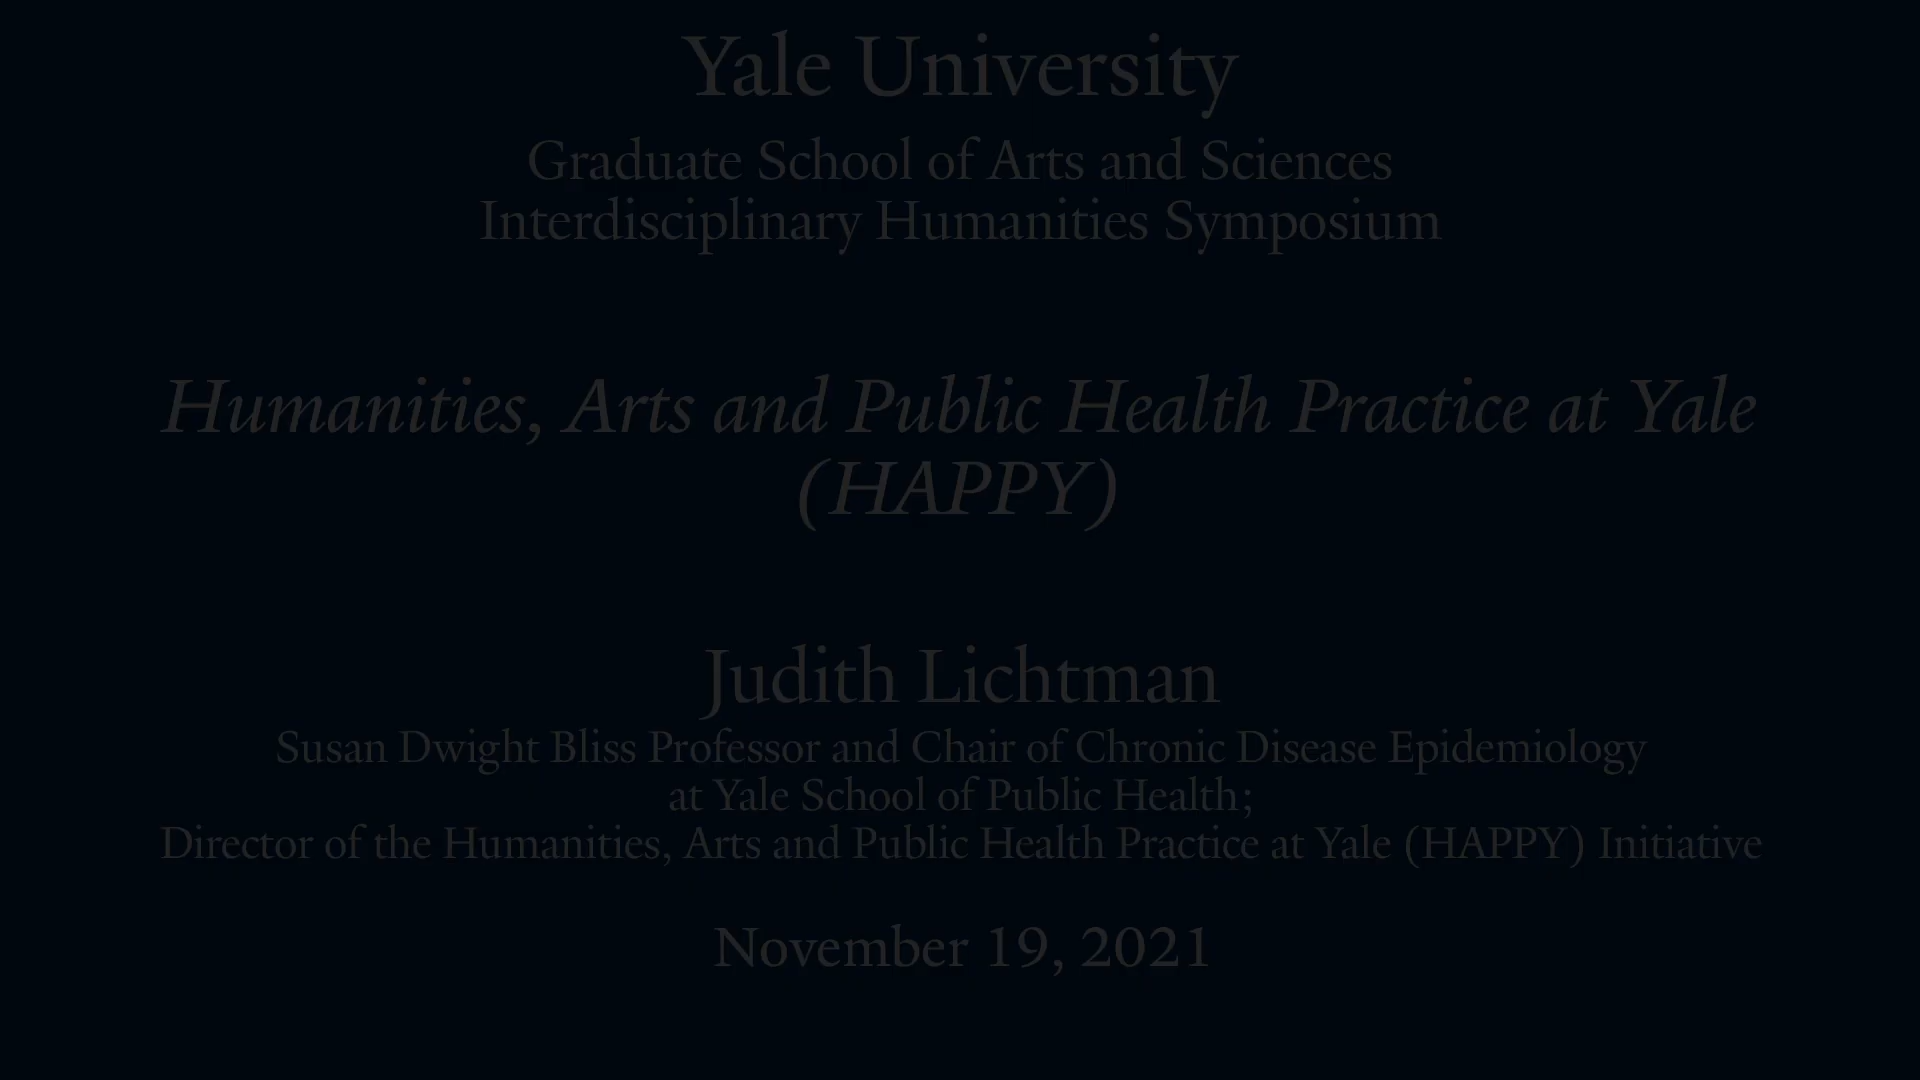 Yale University
Graduate School of Arts and Sciences
Interdisciplinary Humanities Symposium
Humanities, Arts and Public Health Practice at Yale
(HAPPY)
Judith Lichtman
Susan Dwight Bliss Professor and Chair of Chronic Disease Epidemiology
at Yale School of Public Health;
Director of the Humanities, Arts and Public Health Practice at Yale (HAPPY) Initiative
November 19, 2021